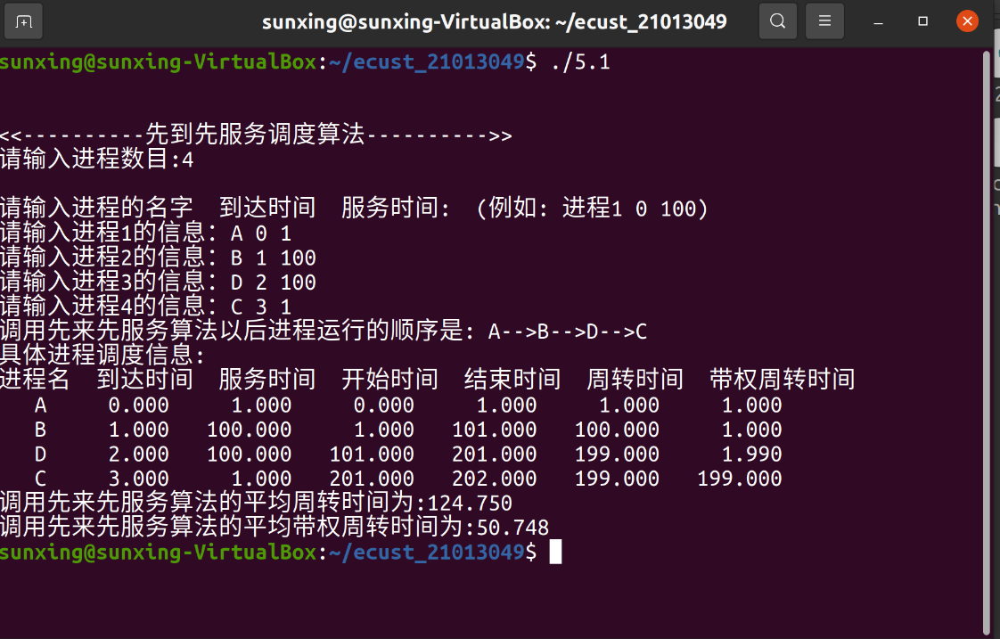 sunxing@sunxing-VirtualBox: ~/ecust_21013049
sunxing@sunxing-VirtualBox:~/ecust_21013049$ ./5.1
<<----------先到先服务调度算法---------->>
请输入进程数目:4
请输入进程的名字  到达时间  服务时间: (例如: 进程1 0 100)
请输入进程1的信息: A 0 1
请输入进程2的信息: B 1 100
请输入进程3的信息: D 2 100
请输入进程4的信息: C 3 1
调用先来先服务算法以后进程运行的顺序是: A-->B-->D-->C
具体进程调度信息:
进程名  到达时间  服务时间  开始时间  结束时间  周转时间  带权周转时间
A 0.000 1.000 0.000 1.000 1.000 1.000
B 1.000 100.000 1.000 101.000 100.000 1.000
D 2.000 100.000 101.000 201.000 199.000 1.990
C 3.000 1.000 201.000 202.000 199.000 199.000
调用先来先服务算法的平均周转时间为:124.750
调用先来先服务算法的平均带权周转时间为:50.748
sunxing@sunxing-VirtualBox:~/ecust_21013049$